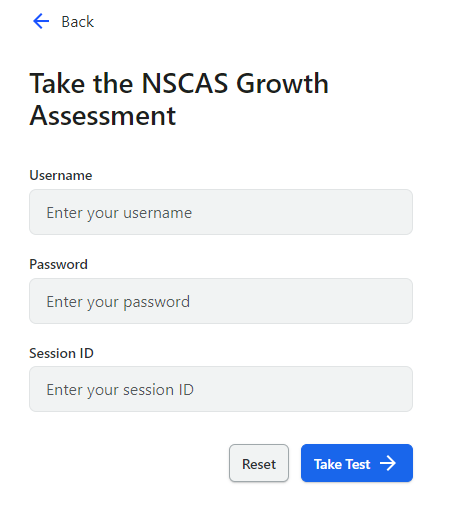 Back
Take the NSCAS Growth
Assessment
Username
Enter your username
Password
Enter your password
Session ID
Enter your session ID
Reset
Take Test